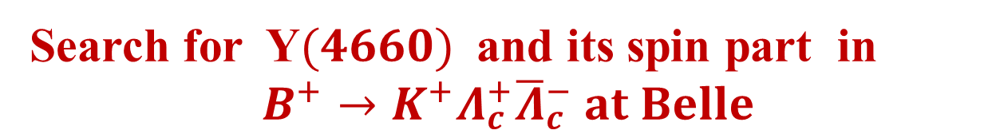 Search for Y(4660) and its spin part in
B⁺ → K⁺Λc⁺Λ̅c⁻ at Belle